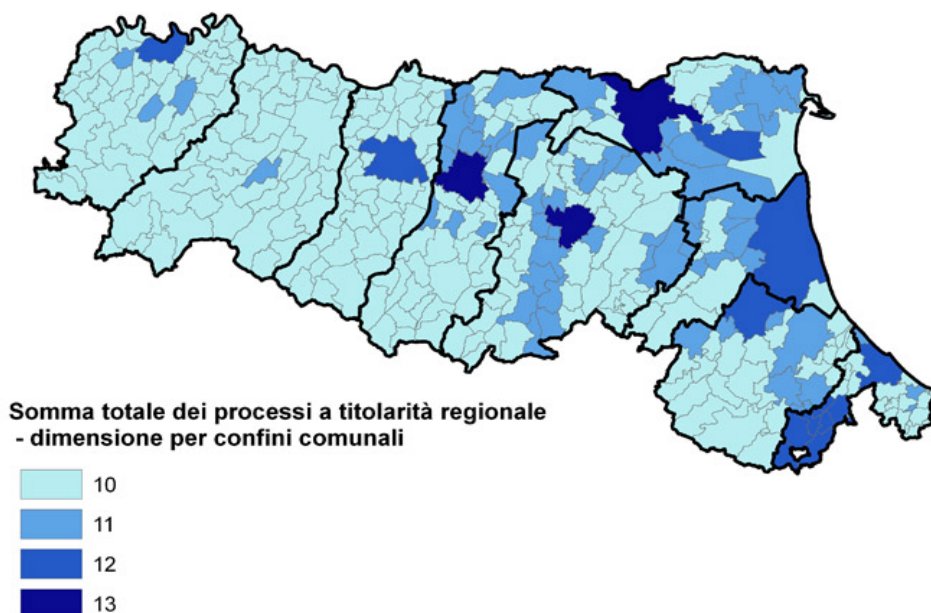 Somma totale dei processi a titolarità regionale
- dimensione per confini comunali
10
11
12
13